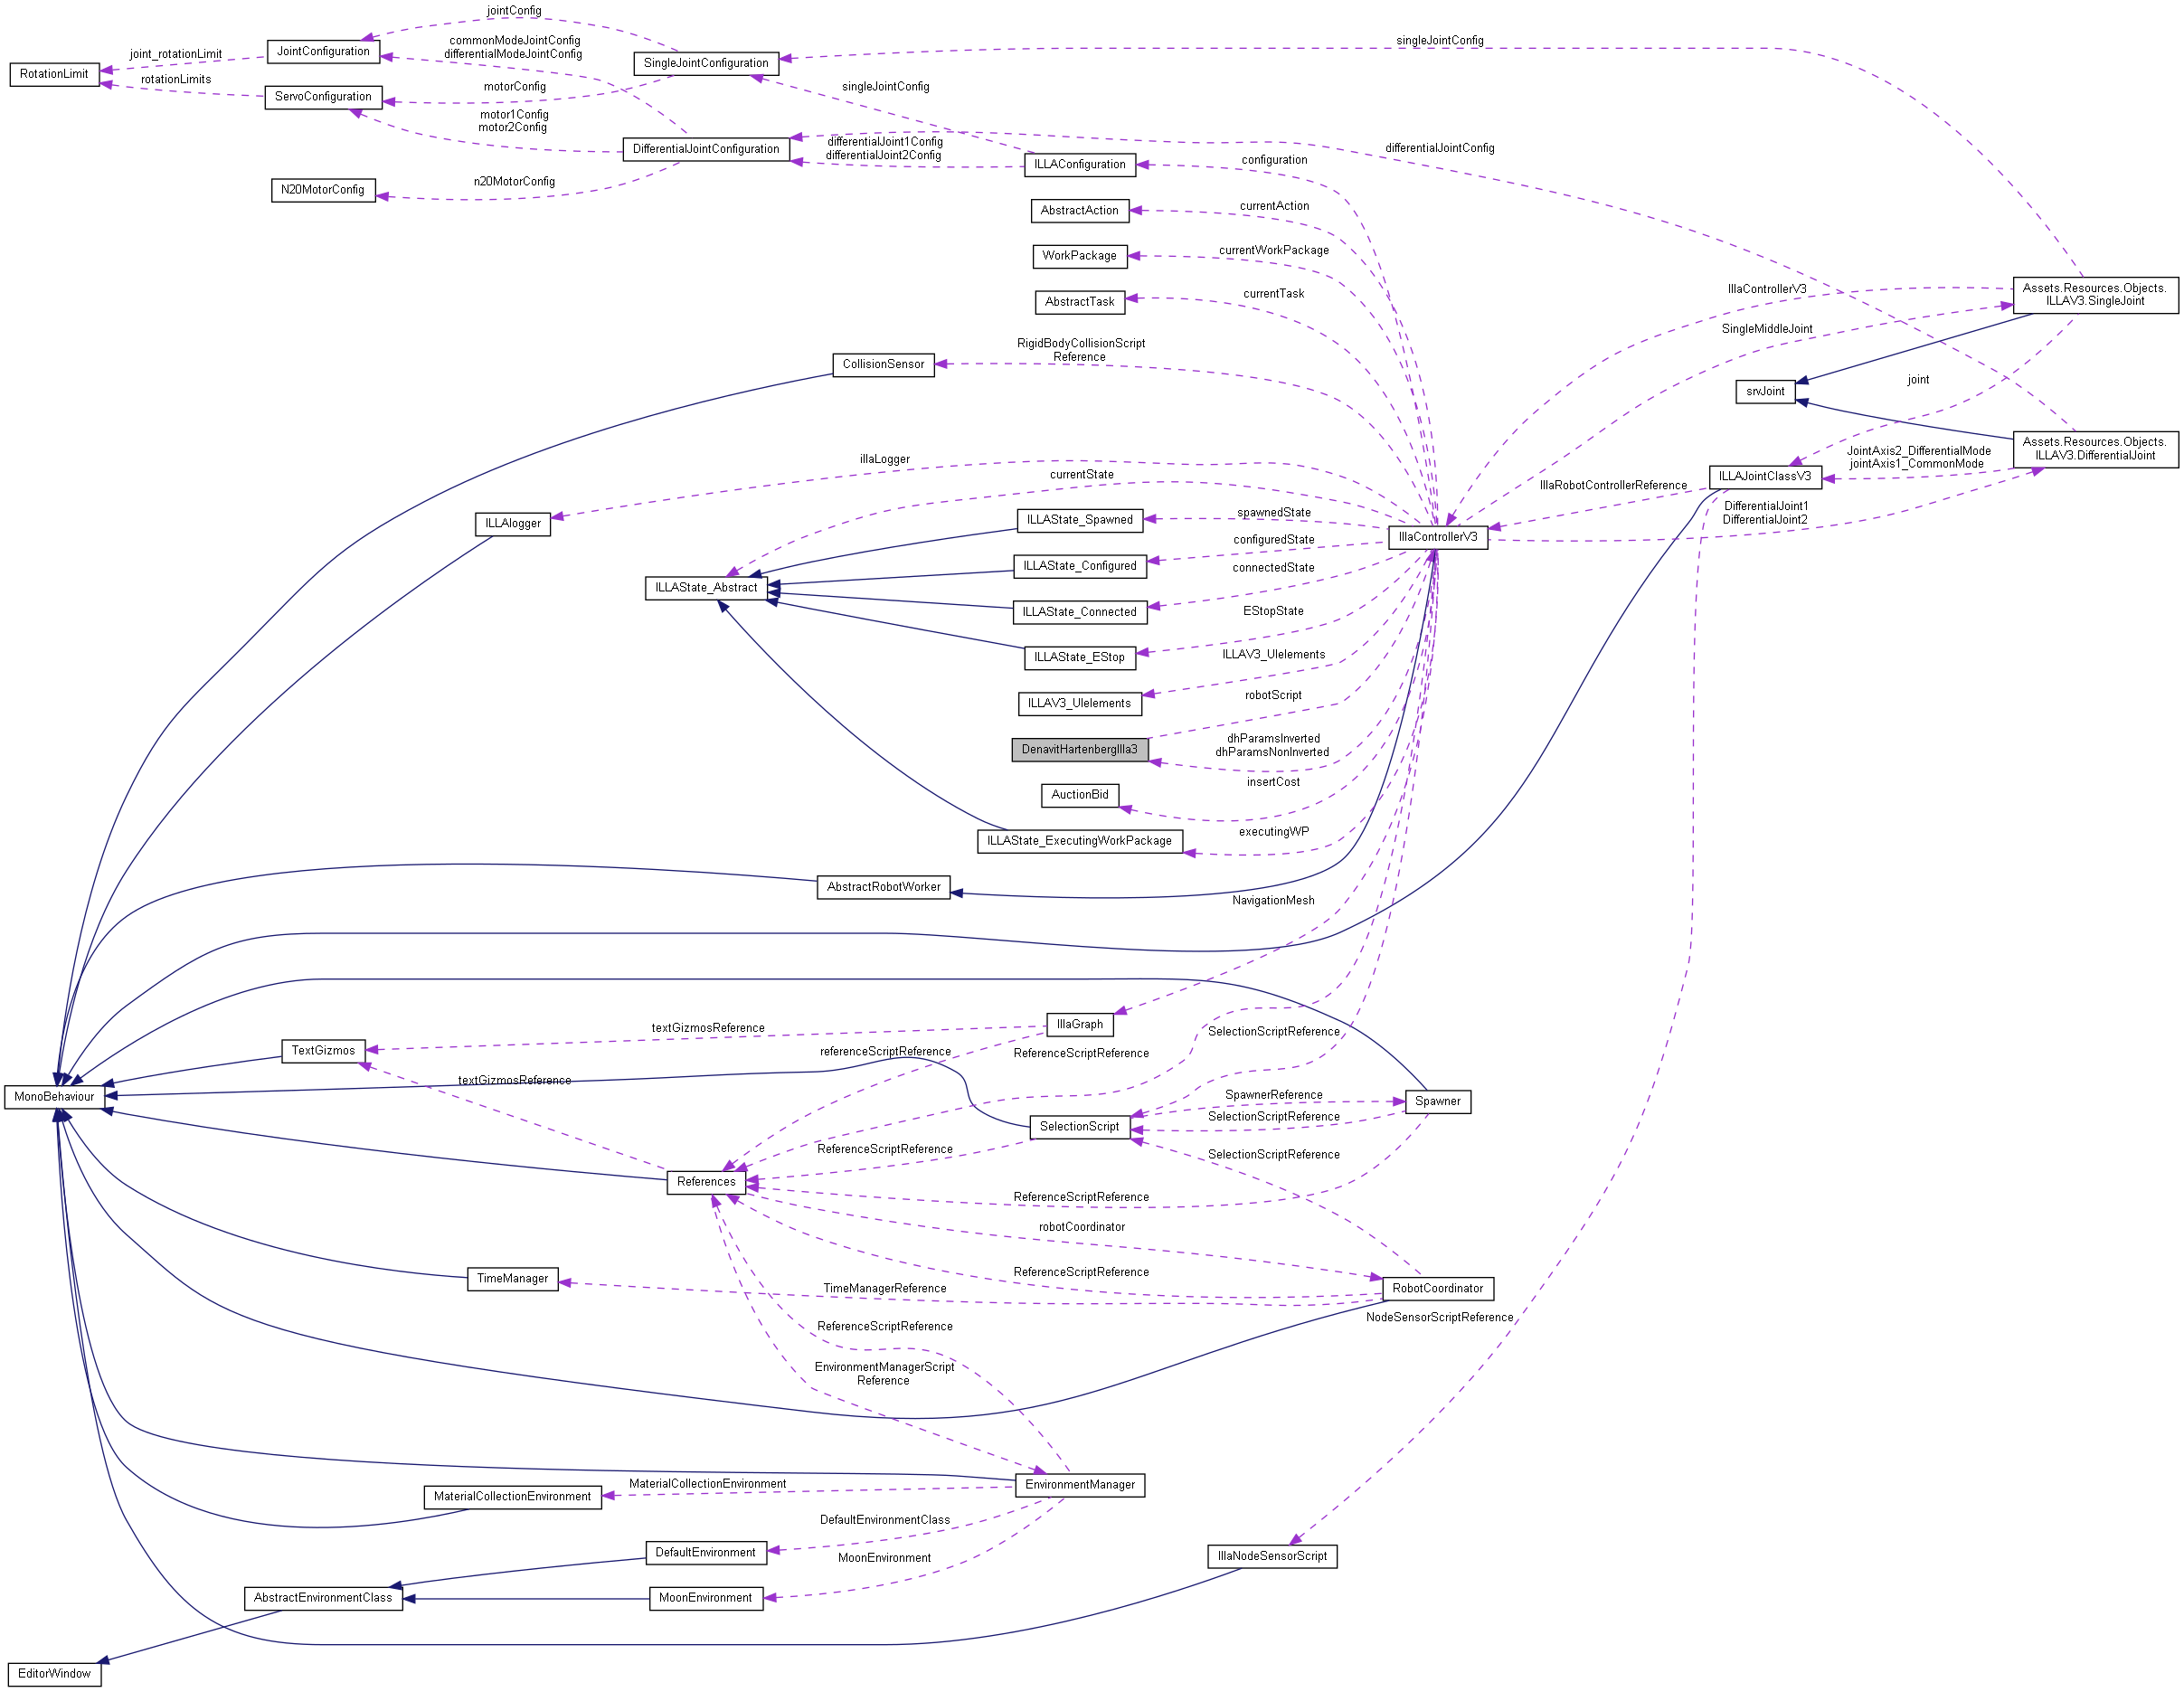 jointConfig
singleJointConfig
JointConfiguration
commonModeJointConfig
differentialModeJointConfig
joint_rotationLimit
SingleJointConfiguration
RotationLimit
rotationLimits
motorConfig
singleJointConfig
ServoConfiguration
motor1Config
motor2Config
DifferentialJointConfiguration
differentialJoint1Config
differentialJoint2Config
differentialJointConfig
ILLAConfiguration
configuration
N20MotorConfig
n20MotorConfig
AbstractAction
currentAction
WorkPackage
currentWorkPackage
AbstractTask
currentTask
IllaControllerV3
Assets.Resources.Objects.
ILLAV3.SingleJoint
SingleMiddleJoint
CollisionSensor
RigidBodyCollisionScript
Reference
joint
srvJoint
Assets.Resources.Objects.
ILLAV3.DifferentialJoint
JointAxis2_DifferentialMode
jointAxis1_CommonMode
illaLogger
currentState
ILLAJointClassV3
IllaRobotControllerReference
DifferentialJoint1
DifferentialJoint2
ILLAlogger
ILLAState_Spawned
spawnedState
IllaControllerV3
ILLAState_Configured
configuredState
ILLAState_Abstract
connectedState
ILLAState_Connected
EStopState
ILLAState_EStop
ILLAV3_UIelements
ILLAV3_UIelements
robotScript
DenavitHartenbergIlla3
dhParamsInverted
dhParamsNonInverted
insertCost
AuctionBid
executingWP
ILLAState_ExecutingWorkPackage
AbstractRobotWorker
NavigationMesh
IllaGraph
textGizmosReference
SelectionScriptReference
TextGizmos
referenceScriptReference
ReferenceScriptReference
textGizmosReference
MonoBehaviour
SpawnerReference
Spawner
SelectionScript
SelectionScriptReference
ReferenceScriptReference
SelectionScriptReference
References
ReferenceScriptReference
robotCoordinator
TimeManager
ReferenceScriptReference
TimeManagerReference
RobotCoordinator
NodeSensorScriptReference
ReferenceScriptReference
EnvironmentManagerScript
Reference
EnvironmentManager
MaterialCollectionEnvironment
MaterialCollectionEnvironment
DefaultEnvironmentClass
DefaultEnvironment
MoonEnvironment
IllaNodeSensorScript
AbstractEnvironmentClass
MoonEnvironment
EditorWindow